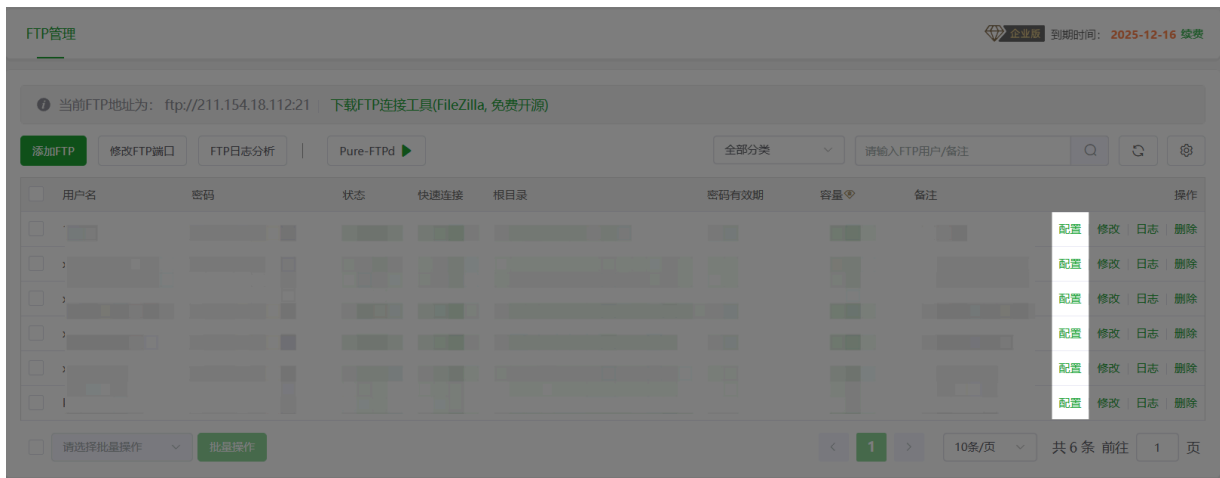 FTP管理
企业版 到期时间： 2025-12-16 续费
当前FTP地址为： ftp://211.154.18.112:21 下载FTP连接工具(FileZilla, 免费开源)
添加FTP 修改FTP端口 FTP日志分析 Pure-FTPd 全部分类 请输入FTP用户/备注
用户名 密码 状态 快速连接 根目录 密码有效期 容量 备注 操作
配置 修改 日志 删除
配置 修改 日志 删除
配置 修改 日志 删除
配置 修改 日志 删除
配置 修改 日志 删除
配置 修改 日志 删除
请选择批量操作 批量操作 1 10条/页 共 6 条 前往 1 页